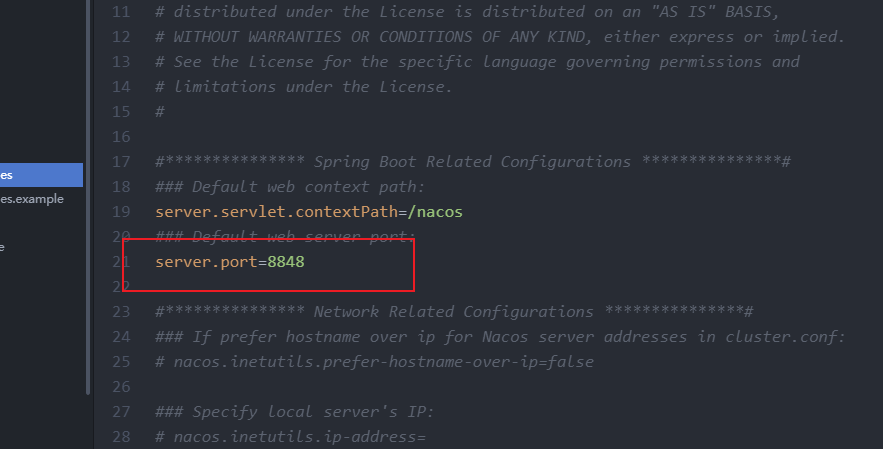 11 # distributed under the License is distributed on an "AS IS" BASIS,
12 # WITHOUT WARRANTIES OR CONDITIONS OF ANY KIND, either express or implied.
13 # See the License for the specific language governing permissions and
14 # limitations under the License.
15 #
16
17 #*************** Spring Boot Related Configurations ***************#
es
18 ### Default web context path:
es.example
19 server.servlet.contextPath=/nacos
20 ### Default web server port:
e
21 server.port=8848
22
23 #*************** Network Related Configurations ***************#
24 ### If prefer hostname over ip for Nacos server addresses in cluster.conf:
25 # nacos.inetutils.prefer-hostname-over-ip=false
26
27 ### Specify local server's IP:
28 # nacos.inetutils.ip-address=